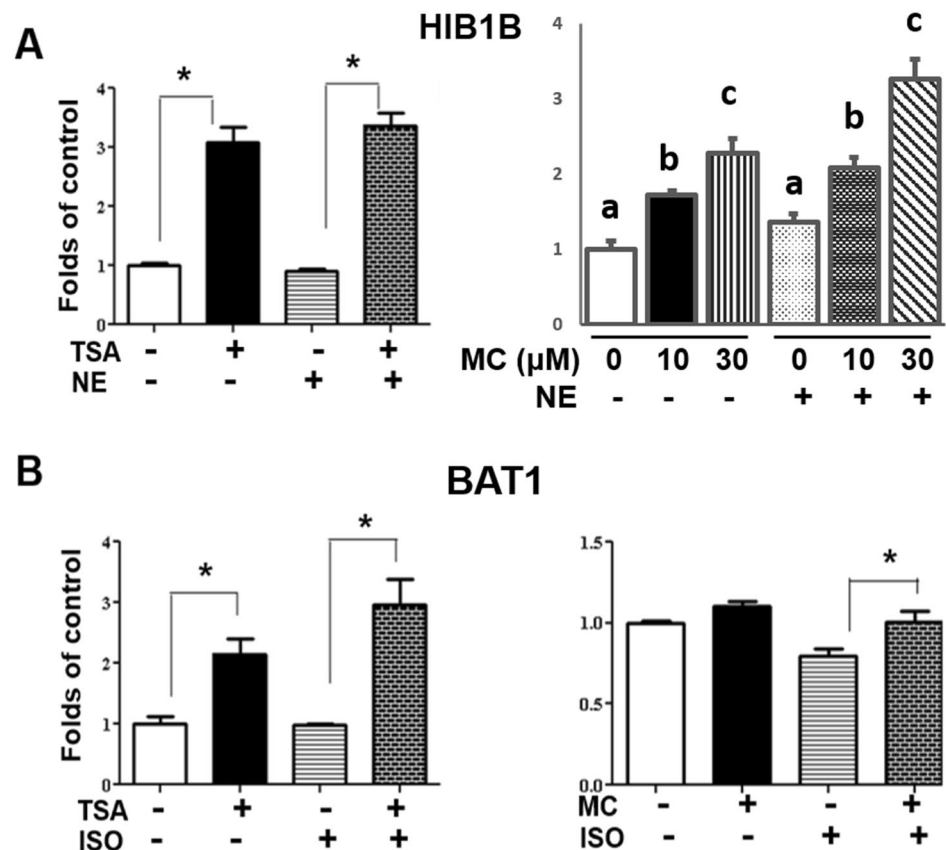 A
HIB1B
Folds of control
4
3
2
1
0
*
*
TSA - + - +
NE - - + +
4
3
2
1
0
a
b
c
a
b
c
MC (µM) 0 10 30 0 10 30
NE - - - + + +
B
BAT1
Folds of control
4
3
2
1
0
*
*
TSA - + - +
ISO - - + +
1.5
1.0
0.5
0.0
*
MC - + - +
ISO - - + +